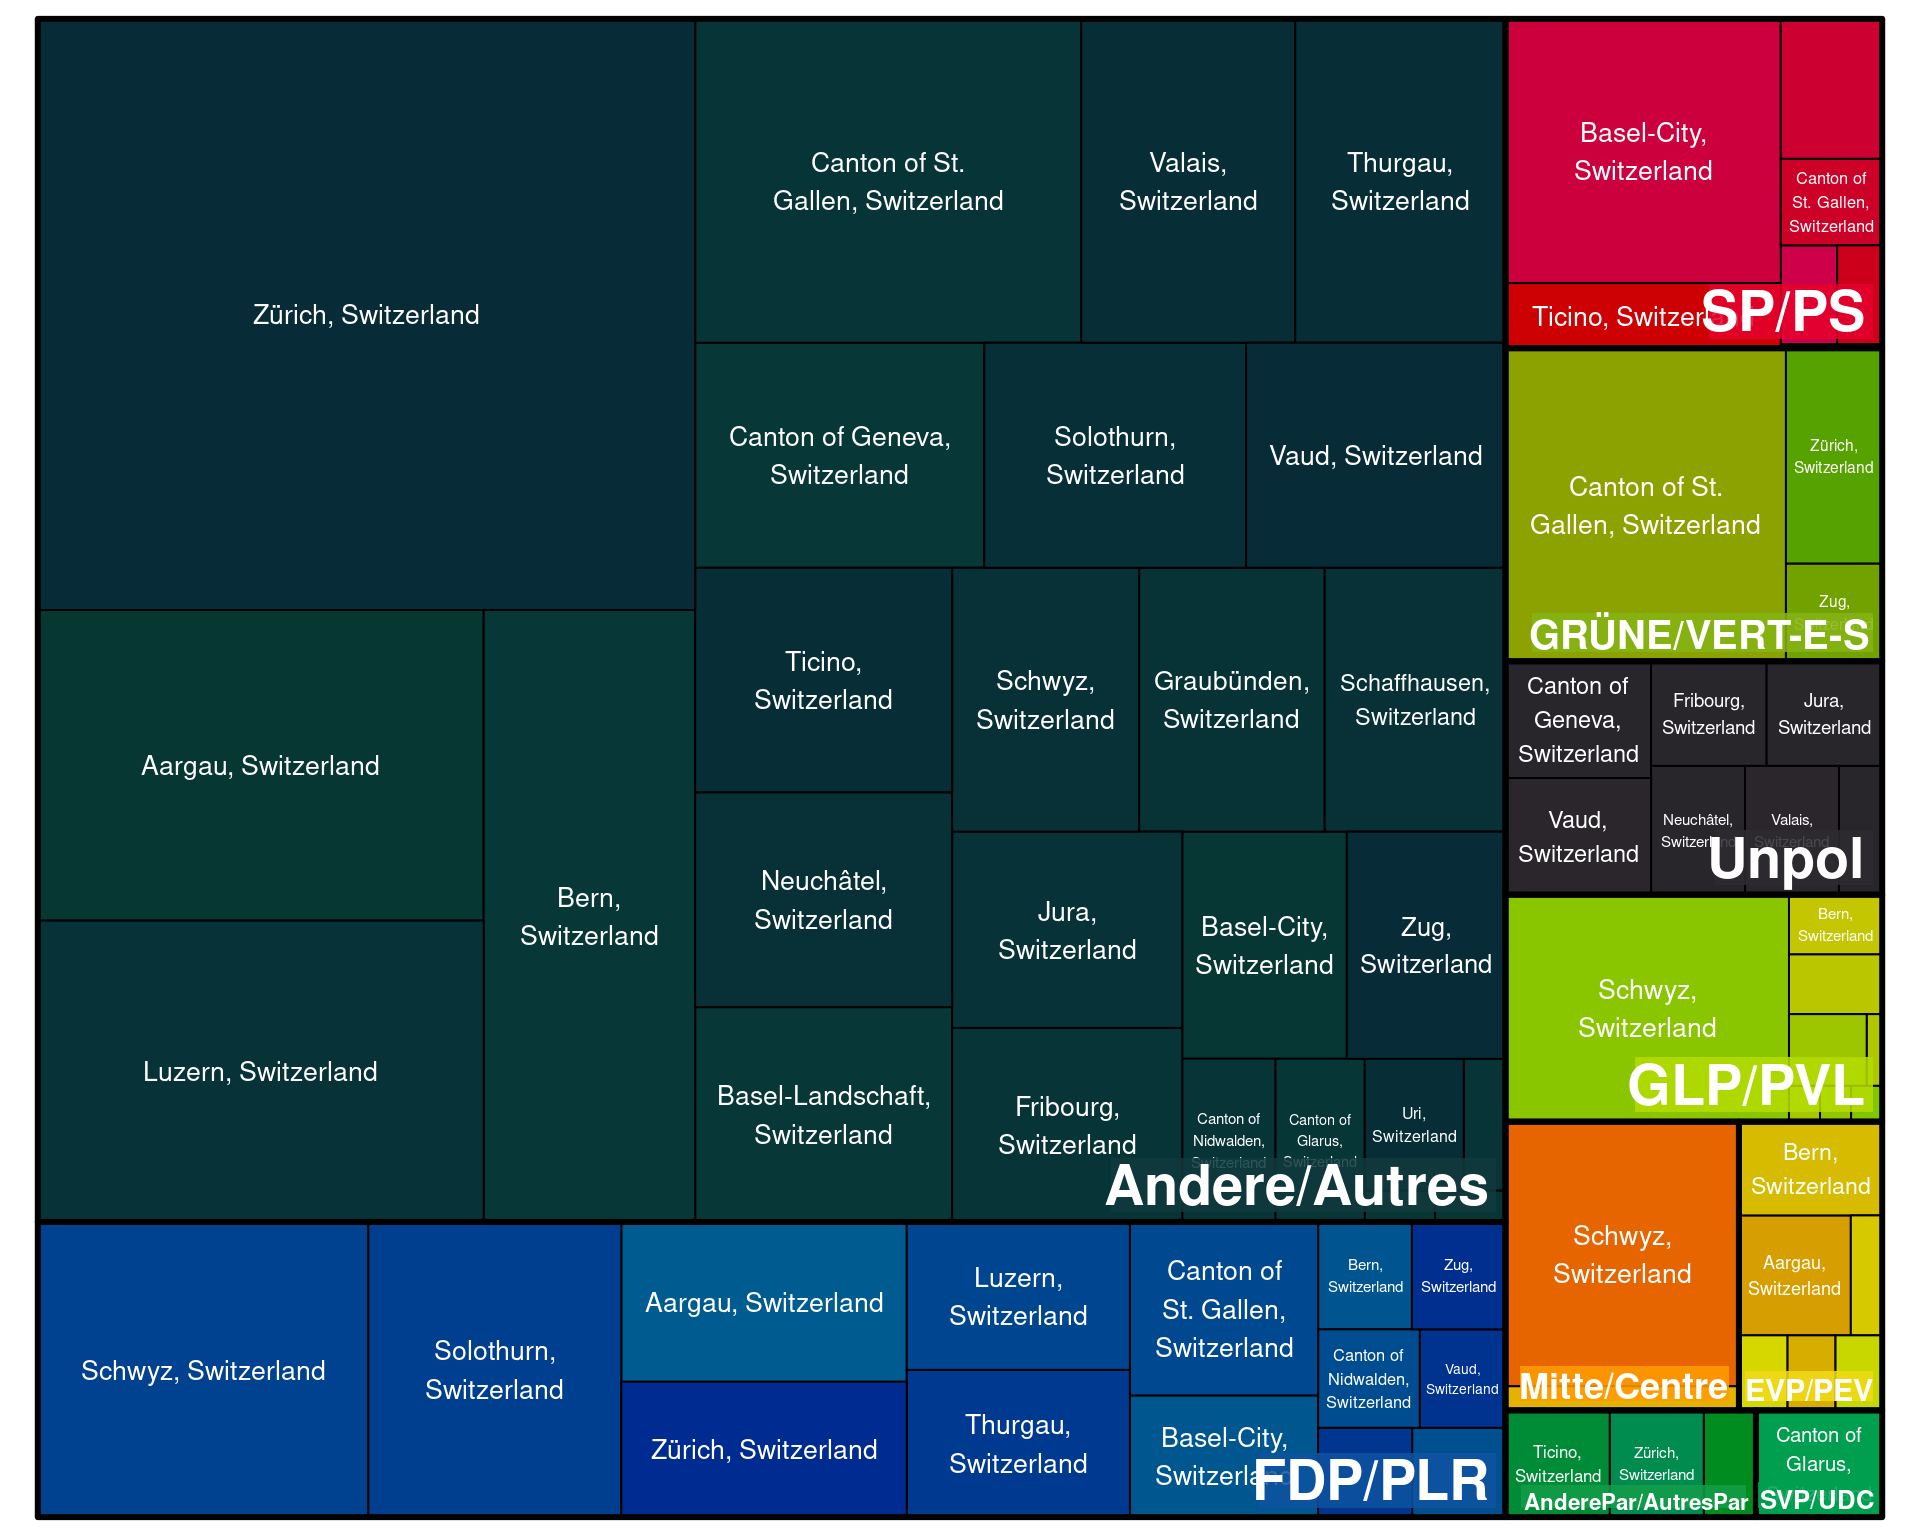 Zürich, Switzerland
Canton of St.
Gallen, Switzerland
Valais,
Switzerland
Thurgau,
Switzerland
Canton of Geneva,
Switzerland
Solothurn,
Switzerland
Vaud, Switzerland
Aargau, Switzerland
Luzern, Switzerland
Bern,
Switzerland
Ticino,
Switzerland
Schwyz,
Switzerland
Graubünden,
Switzerland
Schaffhausen,
Switzerland
Neuchâtel,
Switzerland
Basel-Landschaft,
Switzerland
Jura,
Switzerland
Basel-City,
Switzerland
Zug,
Switzerland
Fribourg,
Switzerland
Canton of
Nidwalden,
Switzerland
Canton of
Glarus,
Switzerland
Uri,
Switzerland
Andere/Autres
Schwyz, Switzerland
Solothurn,
Switzerland
Aargau, Switzerland
Zürich, Switzerland
Luzern,
Switzerland
Thurgau,
Switzerland
Canton of
St. Gallen,
Switzerland
Basel-City,
Switzerland
Bern,
Switzerland
Zug,
Switzerland
Canton of
Nidwalden,
Switzerland
Vaud,
Switzerland
FDP/PLR
Basel-City,
Switzerland
Canton of
St. Gallen,
Switzerland
Ticino, Switzerland
SP/PS
Canton of St.
Gallen, Switzerland
Zürich,
Switzerland
Zug,
Switzerland
GRÜNE/VERT-E-S
Canton of
Geneva,
Switzerland
Fribourg,
Switzerland
Jura,
Switzerland
Vaud,
Switzerland
Neuchâtel,
Switzerland
Valais,
Switzerland
Unpol
Schwyz,
Switzerland
Bern,
Switzerland
GLP/PVL
Schwyz,
Switzerland
Mitte/Centre
Bern,
Switzerland
Aargau,
Switzerland
EVP/PEV
Ticino,
Switzerland
Zürich,
Switzerland
AnderePar/AutresPar
Canton of
Glarus,
SVP/UDC